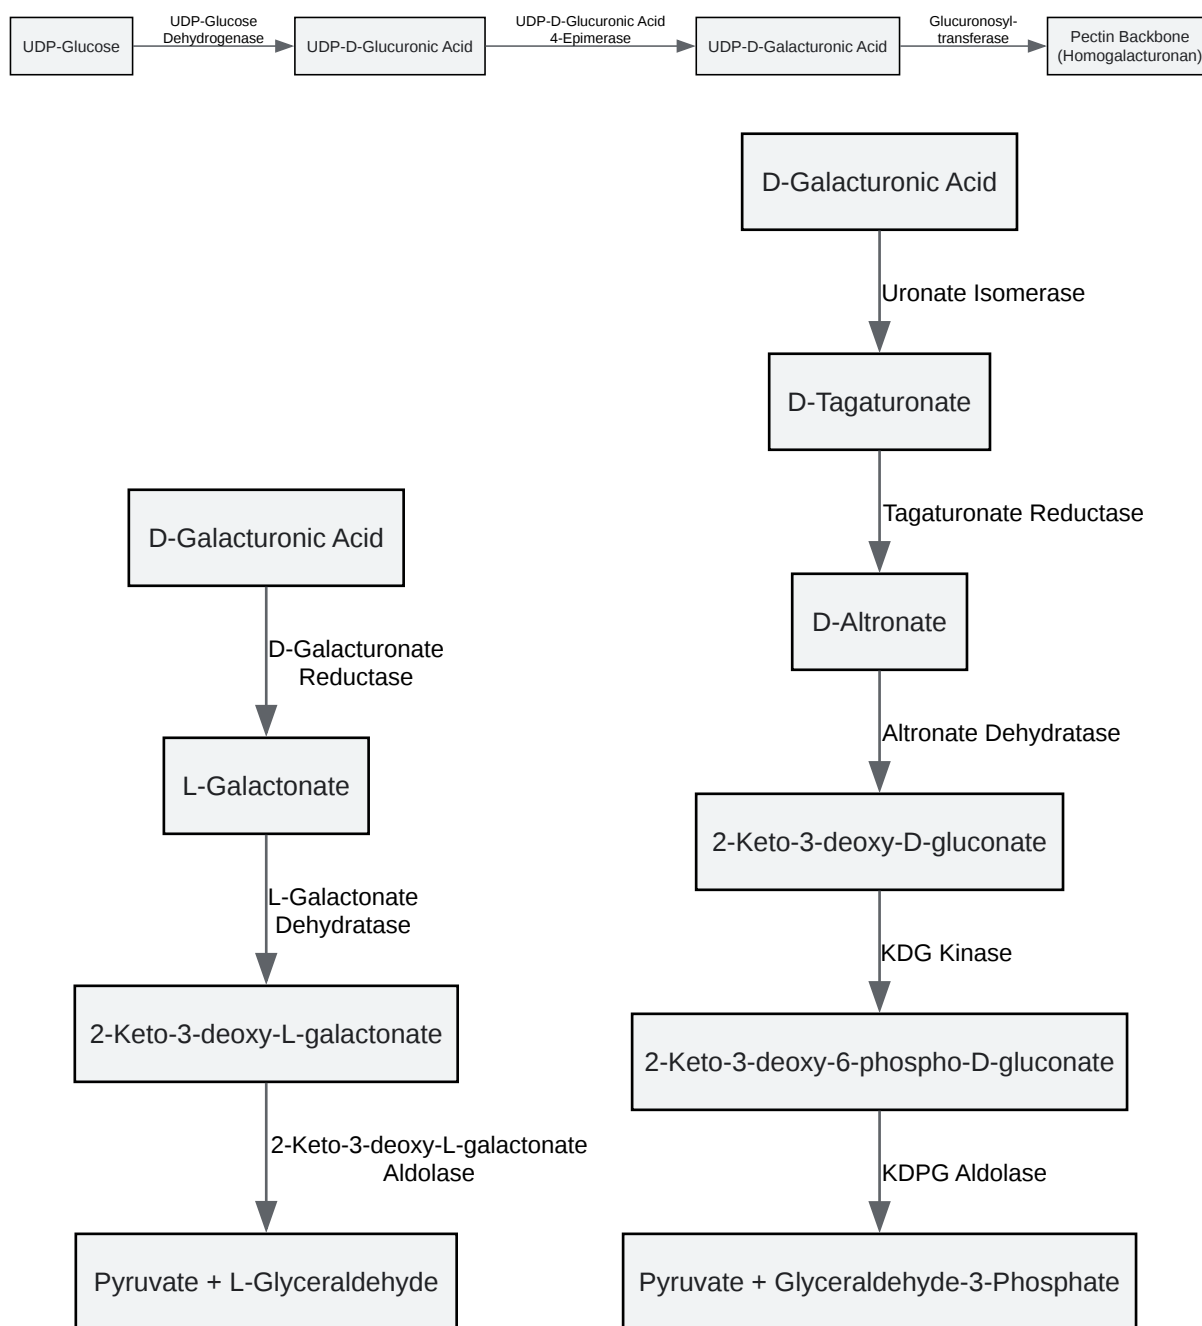 UDP-Glucose
UDP-Glucose
Dehydrogenase
UDP-D-Glucuronic Acid
UDP-D-Glucuronic Acid
4-Epimerase
UDP-D-Galacturonic Acid
Glucuronosyl-
transferase
Pectin Backbone
(Homogalacturonan)
D-Galacturonic Acid
Uronate Isomerase
D-Tagaturonate
Tagaturonate Reductase
D-Altronate
Altronate Dehydratase
2-Keto-3-deoxy-D-gluconate
KDG Kinase
2-Keto-3-deoxy-6-phospho-D-gluconate
KDPG Aldolase
Pyruvate + Glyceraldehyde-3-Phosphate
D-Galacturonic Acid
D-Galacturonate
Reductase
L-Galactonate
L-Galactonate
Dehydratase
2-Keto-3-deoxy-L-galactonate
2-Keto-3-deoxy-L-galactonate
Aldolase
Pyruvate + L-Glyceraldehyde